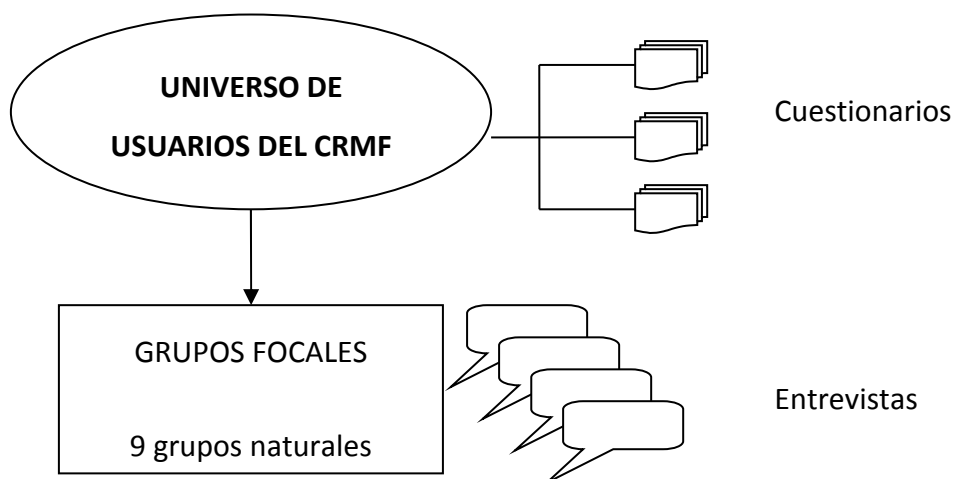 UNIVERSO DE
USUARIOS DEL CRMF
Cuestionarios
GRUPOS FOCALES
9 grupos naturales
Entrevistas